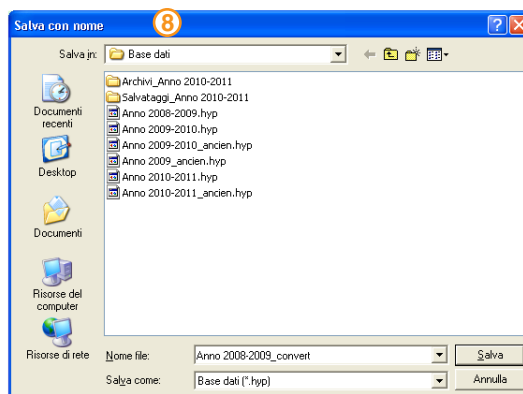 Salva con nome
8
Salva in: Base dati
Documenti recenti
Desktop
Documenti
Risorse del computer
Risorse di rete
Archivi_Anno 2010-2011
Salvataggi_Anno 2010-2011
Anno 2008-2009.hyp
Anno 2009-2010.hyp
Anno 2009-2010_ancien.hyp
Anno 2009_ancien.hyp
Anno 2010-2011.hyp
Anno 2010-2011_ancien.hyp
Nome file: Anno 2008-2009_convert Salva
Salva come: Base dati (*.hyp) Annulla